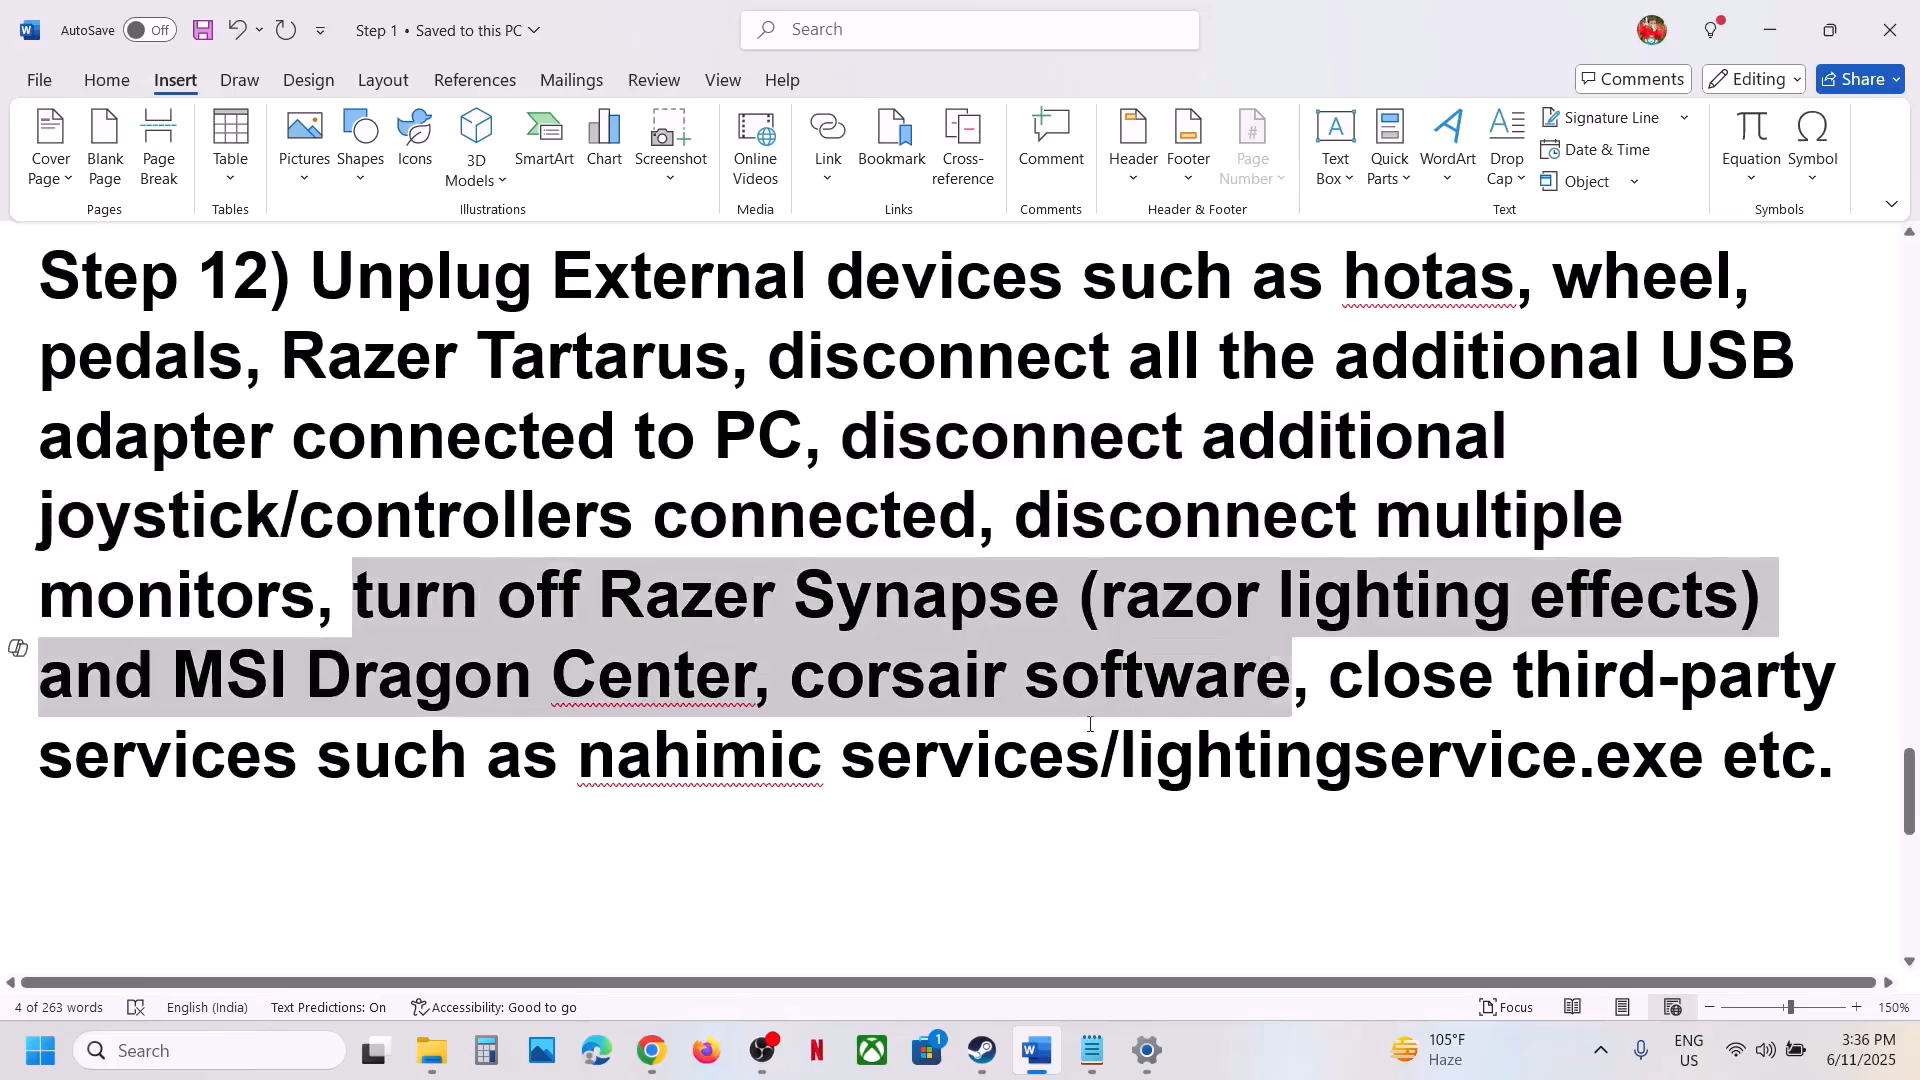 AutoSave Off Step 1 • Saved to this PC Search
File Home Insert Draw Design Layout References Mailings Review View Help Comments Editing Share
Cover Page Blank Page Page Break Table Pictures Shapes Icons 3D Models SmartArt Chart Screenshot Online Videos Link Bookmark Cross-reference Comment Header Footer Page Number Text Box Quick Parts WordArt Drop Cap Signature Line Date & Time Object Equation Symbol
Pages Tables Illustrations Media Links Comments Header & Footer Text Symbols
Step 12) Unplug External devices such as hotas, wheel,
pedals, Razer Tartarus, disconnect all the additional USB
adapter connected to PC, disconnect additional
joystick/controllers connected, disconnect multiple
monitors, turn off Razer Synapse (razor lighting effects)
and MSI Dragon Center, corsair software, close third-party
services such as nahimic services/lightingservice.exe etc.
4 of 263 words English (India) Text Predictions: On Accessibility: Good to go Focus 150%
Search 1 105°F Haze ENG US 3:36 PM 6/11/2025